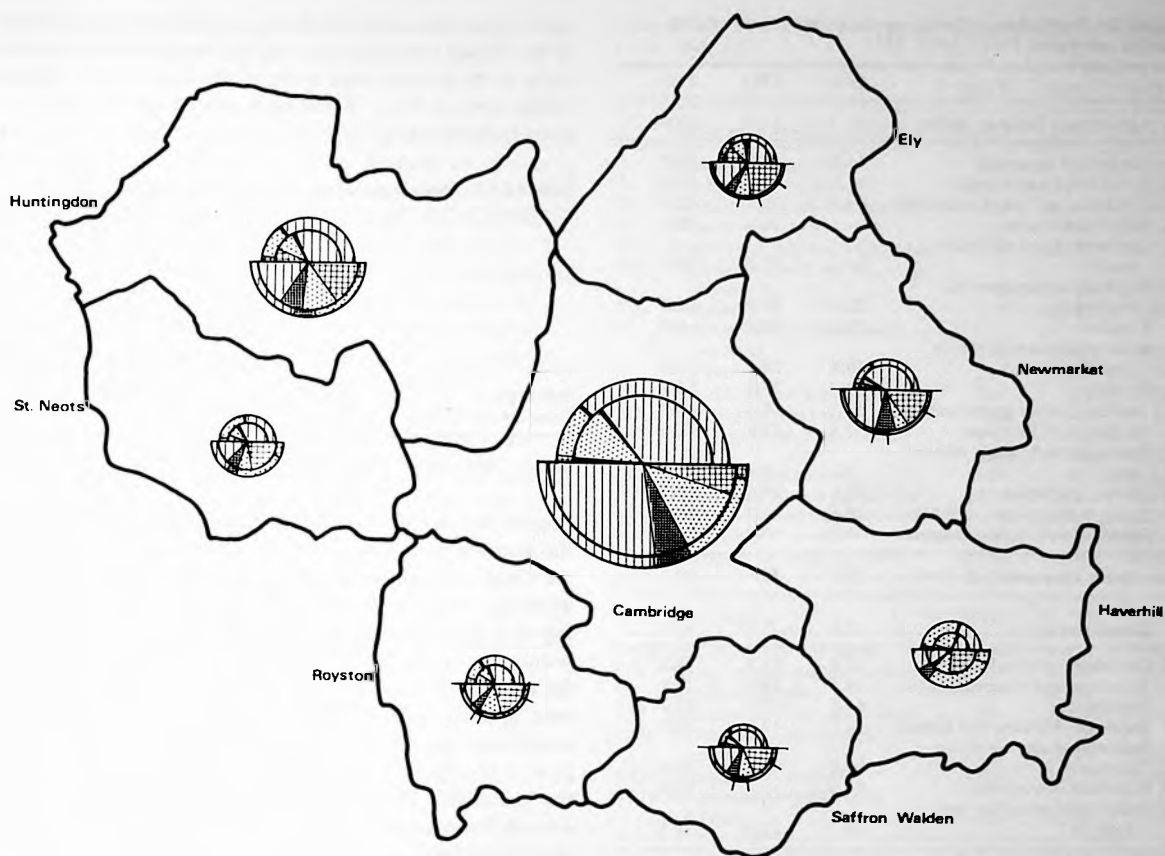 Ely
Huntingdon
Newmarket
St. Neots
Cambridge
Haverhill
Royston
Saffron Walden